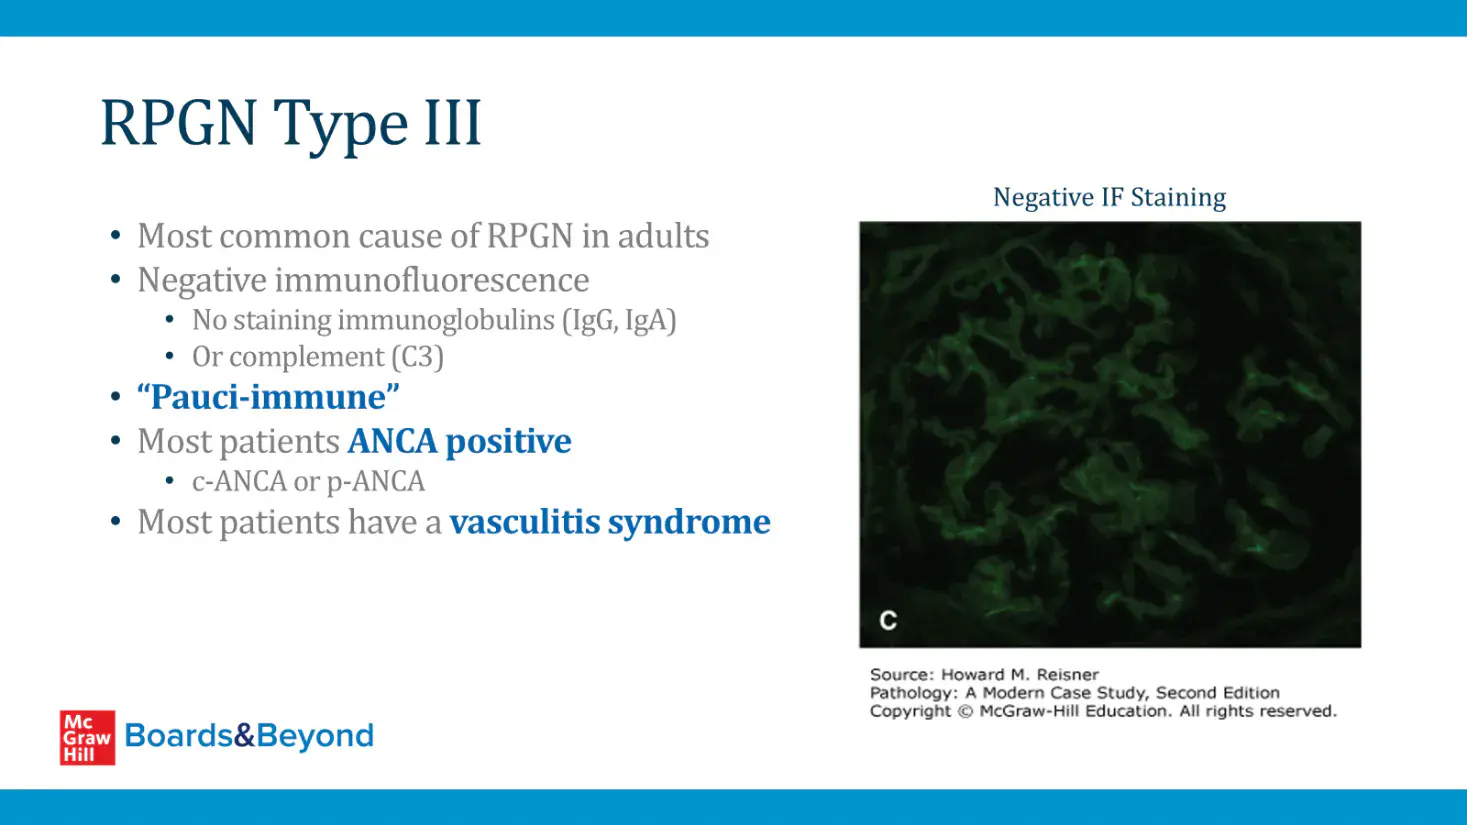 RPGN Type III
• Most common cause of RPGN in adults
• Negative immunofluorescence
• No staining immunoglobulins (IgG, IgA)
• Or complement (C3)
• “Pauci-immune”
• Most patients ANCA positive
• c-ANCA or p-ANCA
• Most patients have a vasculitis syndrome
Negative IF Staining
C
Source: Howard M. Reisner
Pathology: A Modern Case Study, Second Edition
Copyright © McGraw-Hill Education. All rights reserved.
Mc
Graw
Hill
Boards&Beyond